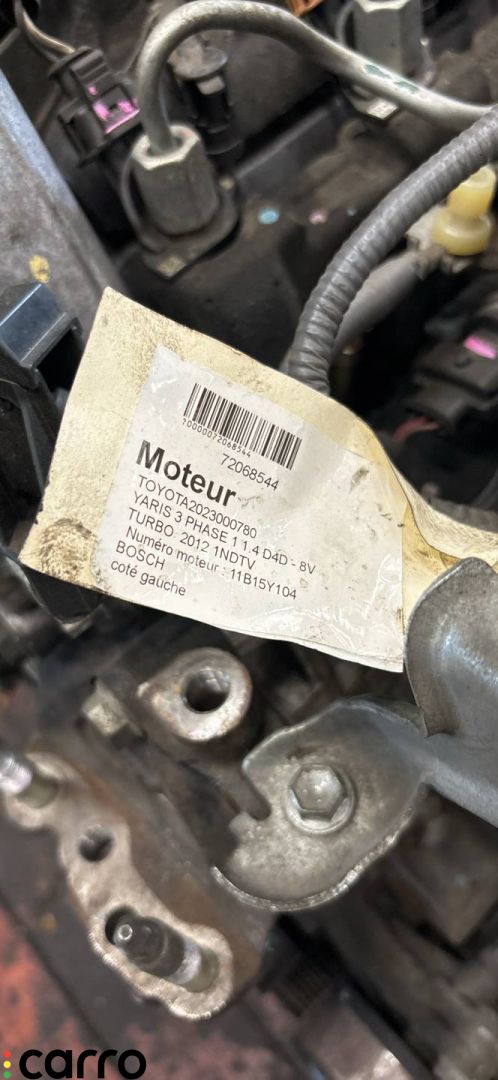 70000072068544
72068544
Moteur
TOYOTA2023000780
YARIS 3 PHASE 1 1.4 D4D - 8V
TURBO 2012 1NDTV
Numéro moteur : 11B15Y104
BOSCH
coté gauche
carro